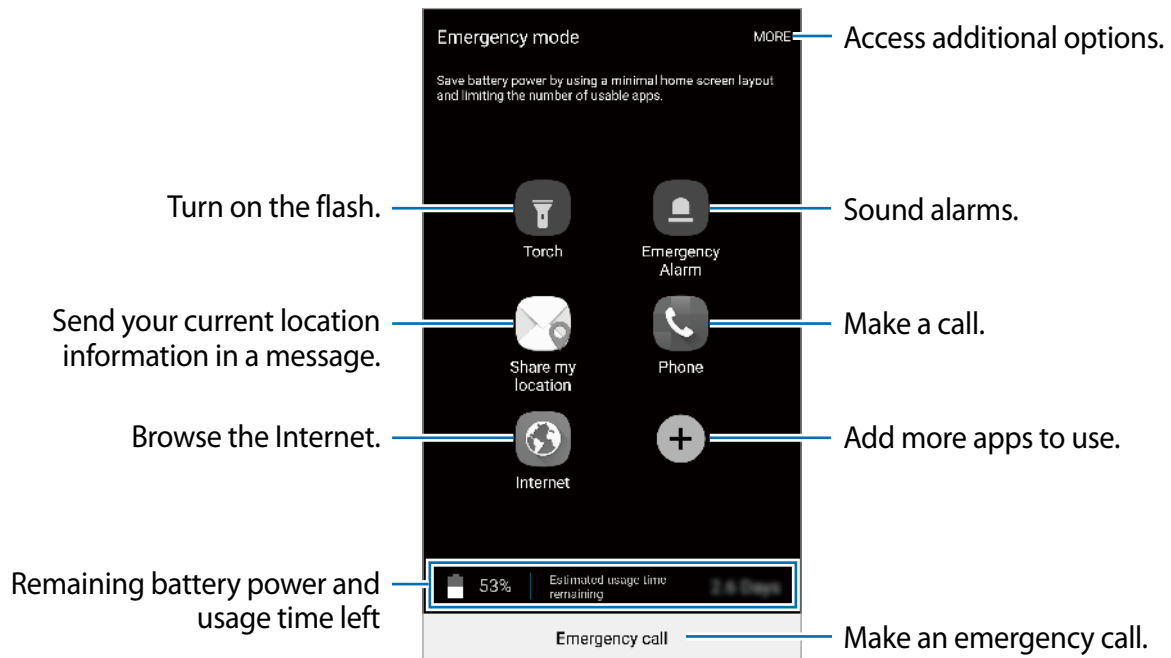 Emergency mode
MORE
Access additional options.
Save battery power by using a minimal home screen layout
and limiting the number of usable apps.
Turn on the flash.
Torch
Emergency
Alarm
Sound alarms.
Send your current location
information in a message.
Share my
location
Phone
Make a call.
Browse the Internet.
Internet
Add more apps to use.
Remaining battery power and
usage time left
53%
Estimated usage time
remaining
2.6 Days
Emergency call
Make an emergency call.